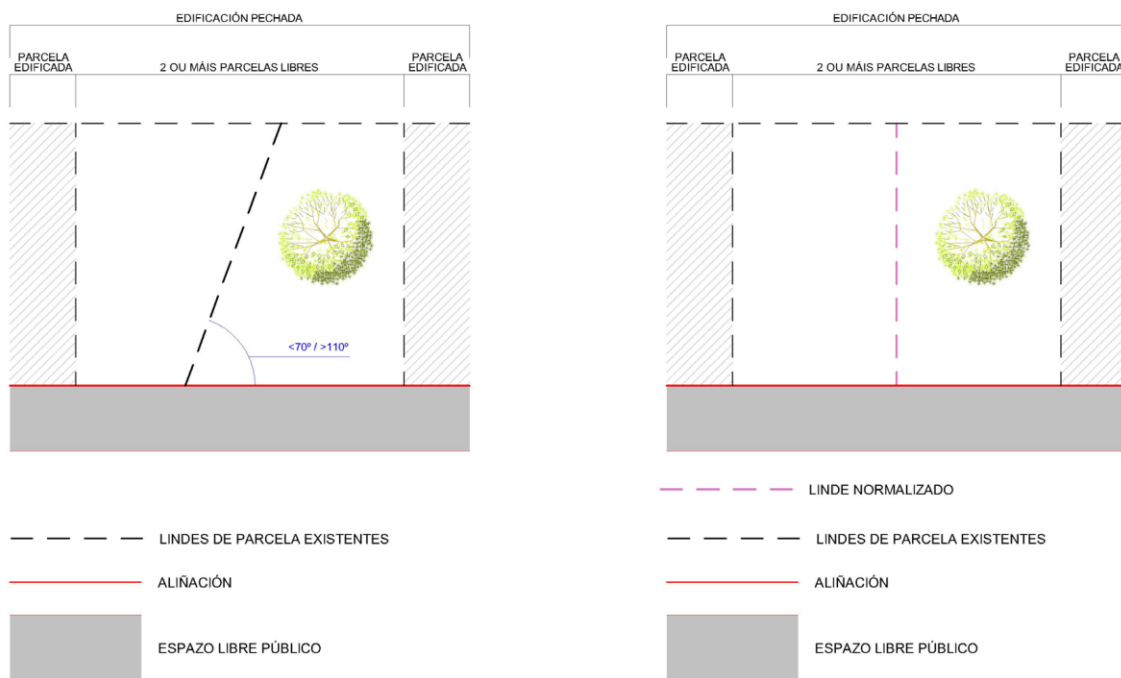 EDIFICACIÓN PECHADA
PARCELA
EDIFICADA
2 OU MÁIS PARCELAS LIBRES
PARCELA
EDIFICADA
<70º / >110º
LINDES DE PARCELA EXISTENTES
ALIÑACIÓN
ESPAZO LIBRE PÚBLICO
EDIFICACIÓN PECHADA
PARCELA
EDIFICADA
2 OU MÁIS PARCELAS LIBRES
PARCELA
EDIFICADA
LINDE NORMALIZADO
LINDES DE PARCELA EXISTENTES
ALIÑACIÓN
ESPAZO LIBRE PÚBLICO